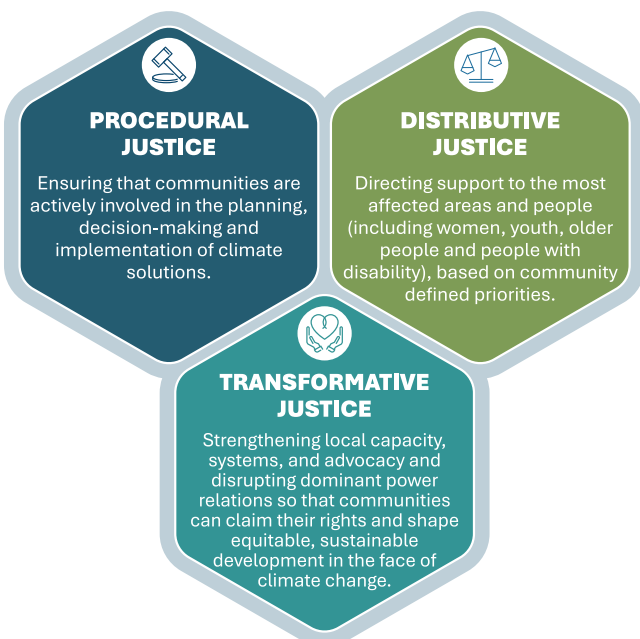 PROCEDURAL
JUSTICE
Ensuring that communities are
actively involved in the planning,
decision-making and
implementation of climate
solutions.
DISTRIBUTIVE
JUSTICE
Directing support to the most
affected areas and people
(including women, youth, older
people and people with
disability), based on community
defined priorities.
TRANSFORMATIVE
JUSTICE
Strengthening local capacity,
systems, and advocacy and
disrupting dominant power
relations so that communities
can claim their rights and shape
equitable, sustainable
development in the face of
climate change.